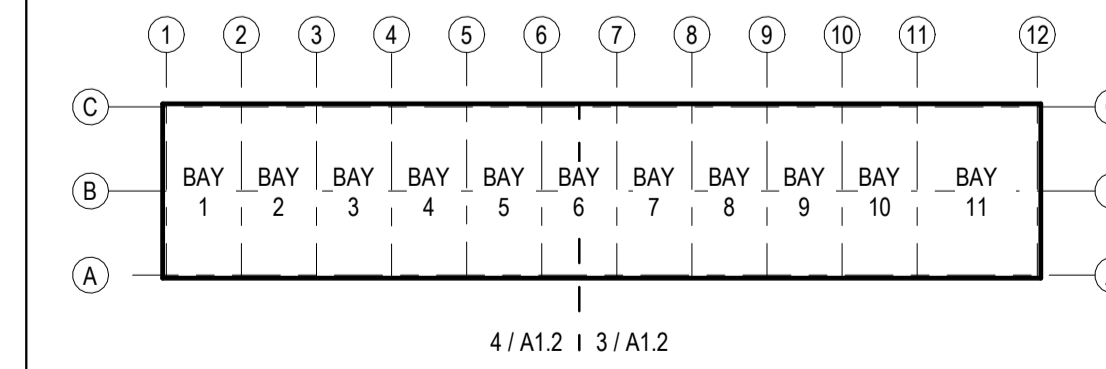 1 2 3 4 5 6 7 8 9 10 11 12
C
BAY BAY BAY BAY BAY BAY BAY BAY BAY BAY BAY
B
1 2 3 4 5 6 7 8 9 10 11
A
4 / A1.2 3 / A1.2